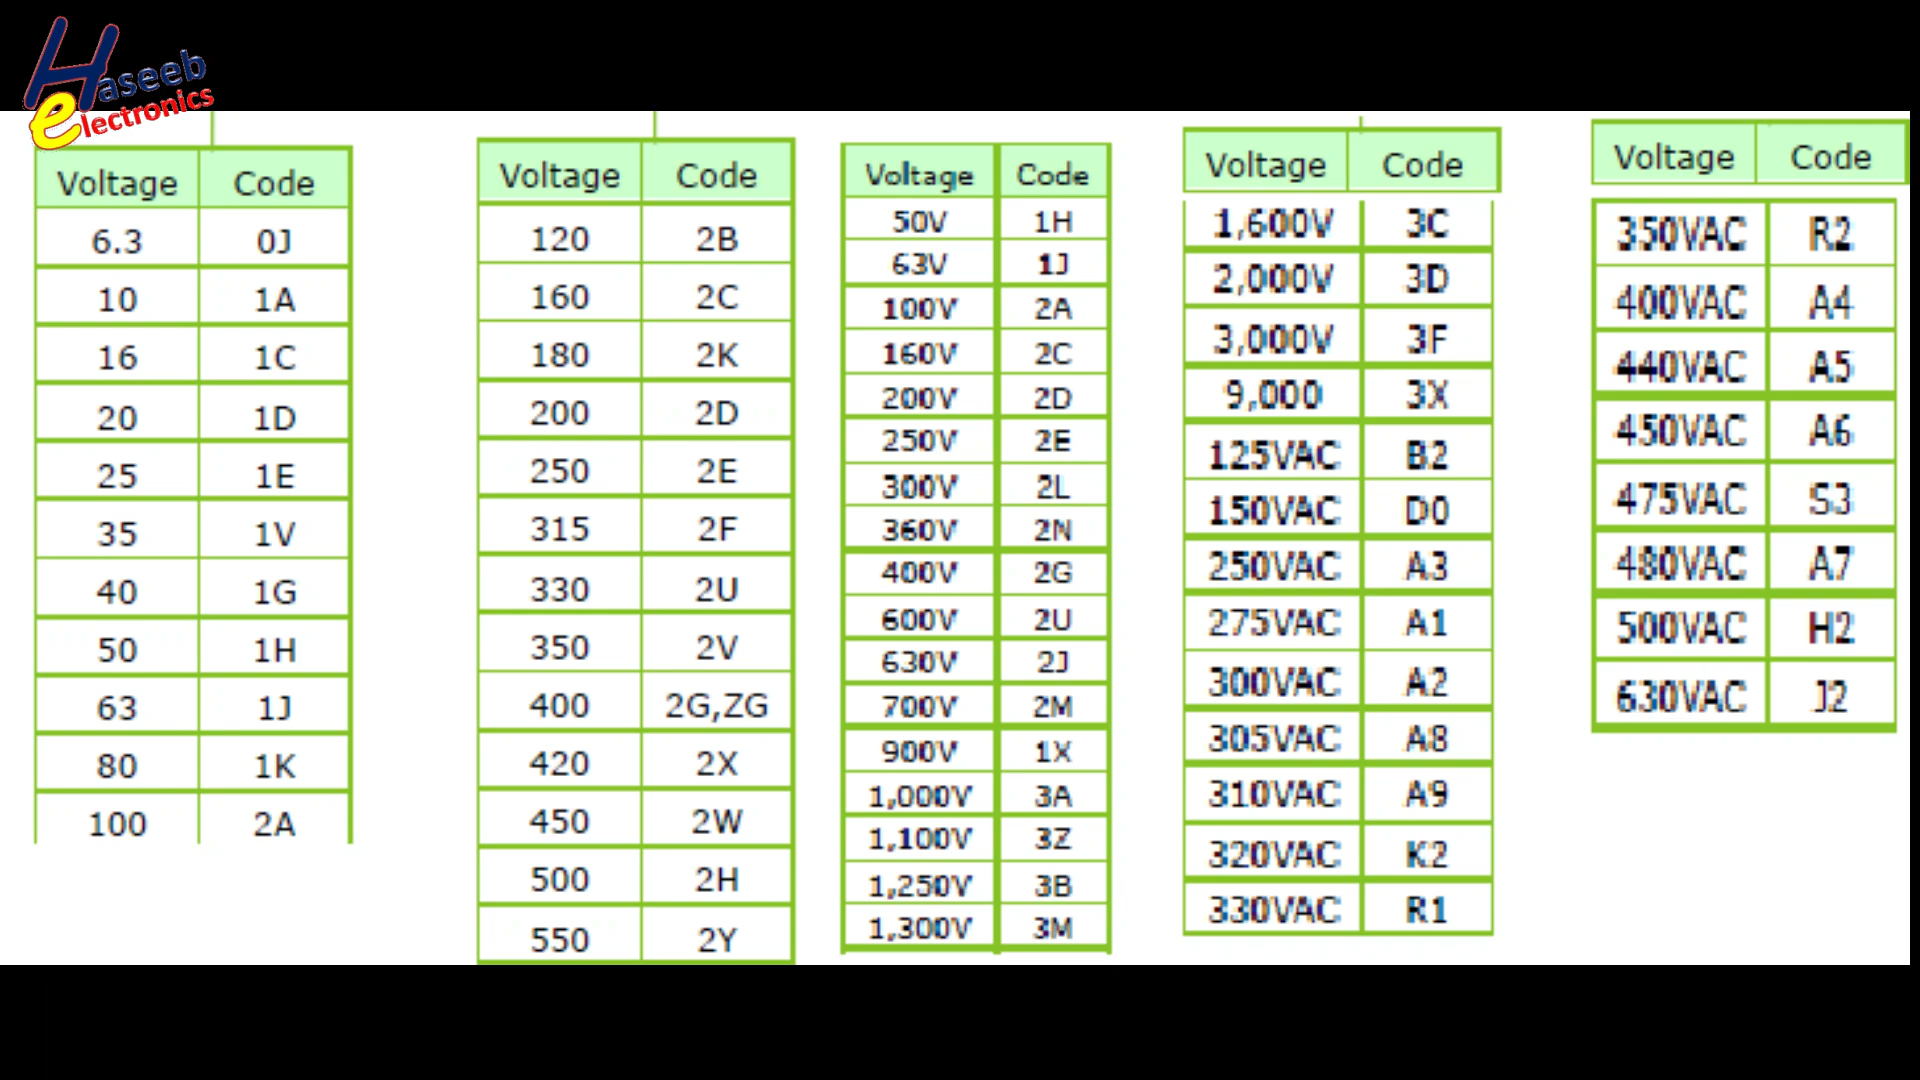 Haseeb
electronics
Voltage Code
6.3 0J
10 1A
16 1C
20 1D
25 1E
35 1V
40 1G
50 1H
63 1J
80 1K
100 2A
Voltage Code
120 2B
160 2C
180 2K
200 2D
250 2E
315 2F
330 2U
350 2V
400 2G,ZG
420 2X
450 2W
500 2H
550 2Y
Voltage Code
50V 1H
63V 1J
100V 2A
160V 2C
200V 2D
250V 2E
300V 2L
360V 2N
400V 2G
600V 2U
630V 2J
700V 2M
900V 1X
1,000V 3A
1,100V 3Z
1,250V 3B
1,300V 3M
Voltage Code
1,600V 3C
2,000V 3D
3,000V 3F
9,000 3X
125VAC B2
150VAC D0
250VAC A3
275VAC A1
300VAC A2
305VAC A8
310VAC A9
320VAC K2
330VAC R1
Voltage Code
350VAC R2
400VAC A4
440VAC A5
450VAC A6
475VAC S3
480VAC A7
500VAC H2
630VAC J2